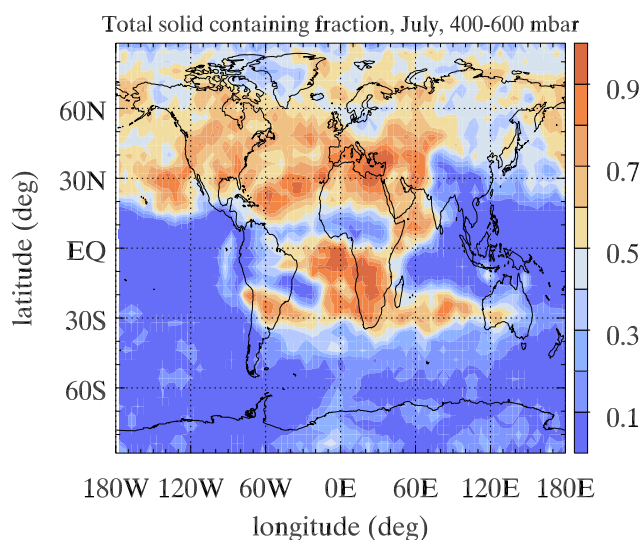 Total solid containing fraction, July, 400-600 mbar
60N
30N
EQ
30S
60S
latitude (deg)
180W 120W 60W 0E 60E 120E 180E
longitude (deg)
0.9
0.7
0.5
0.3
0.1